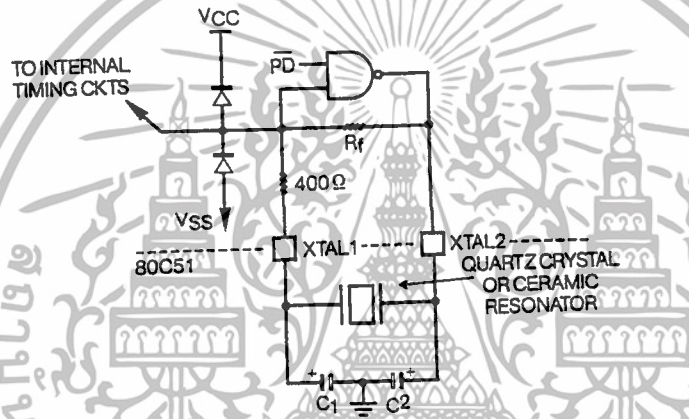 VCC
PD
TO INTERNAL
TIMING CKTS
Rf
400Ω
VSS
XTAL1
XTAL2
80C51
QUARTZ CRYSTAL
OR CERAMIC
RESONATOR
+
+
C1
C2